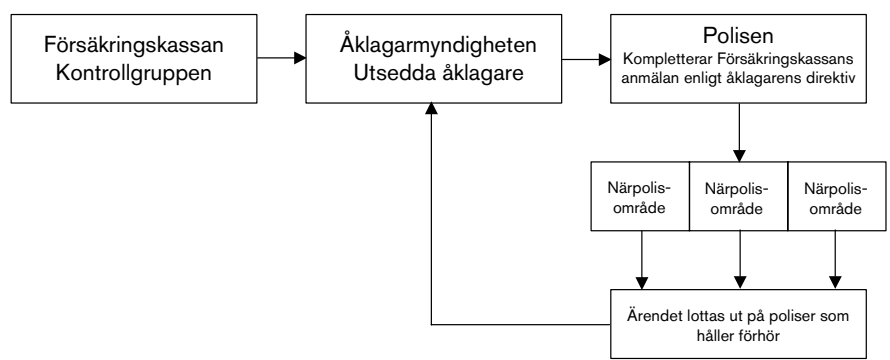 Försäkringskassan
Kontrollgruppen
Åklagarmyndigheten
Utsedda åklagare
Polisen
Kompletterar Försäkringskassans
anmälan enligt åklagarens direktiv
Närpolis-
område
Närpolis-
område
Närpolis-
område
Ärendet lottas ut på poliser som
håller förhör